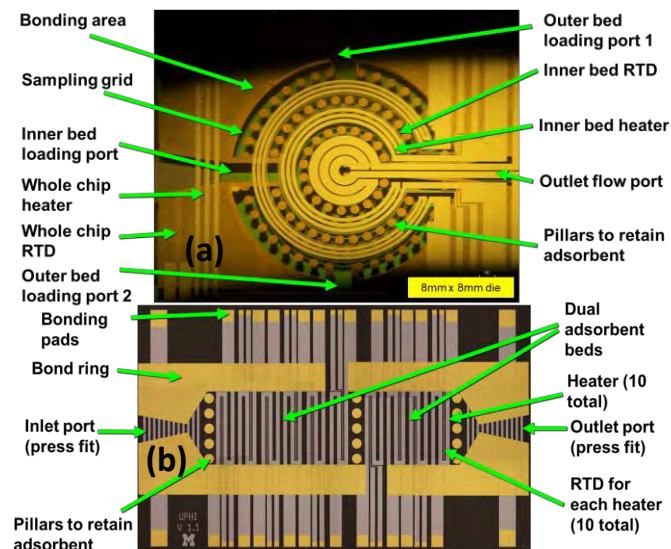 Bonding area
Sampling grid
Inner bed
loading port
Whole chip
heater
Whole chip
RTD
Outer bed
loading port 2
Outer bed
loading port 1
Inner bed RTD
Inner bed heater
Outlet flow port
Pillars to retain
adsorbent
(a)
8mm x 8mm die
Bonding
pads
Bond ring
Inlet port
(press fit)
Pillars to retain
adsorbent
Dual
adsorbent
beds
Heater (10
total)
Outlet port
(press fit)
RTD for
each heater
(10 total)
(b)
UPHI
V 1.1
M